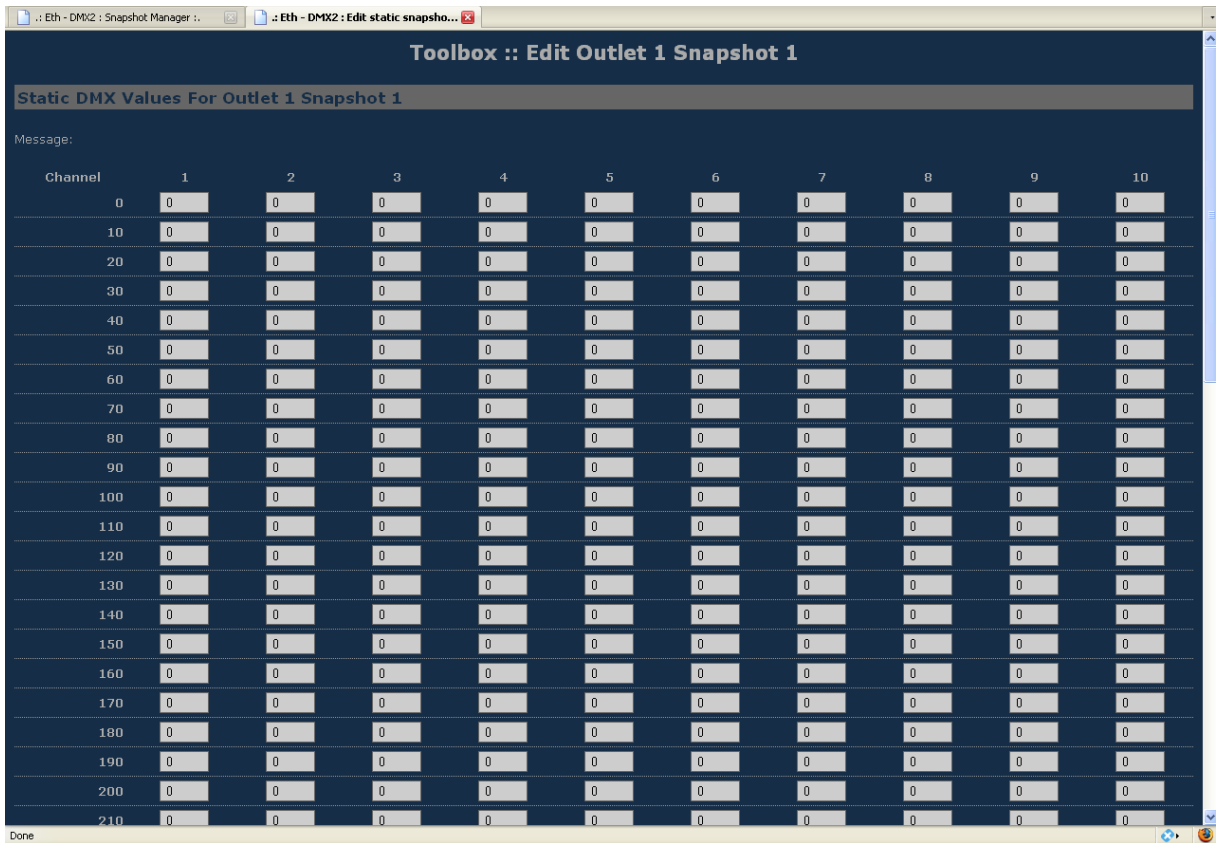 .: Eth - DMX2 : Snapshot Manager :. .: Eth - DMX2 : Edit static snapsho...
Toolbox :: Edit Outlet 1 Snapshot 1
Static DMX Values For Outlet 1 Snapshot 1
Message:
Channel 1 2 3 4 5 6 7 8 9 10
0 0 0 0 0 0 0 0 0 0 0
10 0 0 0 0 0 0 0 0 0 0
20 0 0 0 0 0 0 0 0 0 0
30 0 0 0 0 0 0 0 0 0 0
40 0 0 0 0 0 0 0 0 0 0
50 0 0 0 0 0 0 0 0 0 0
60 0 0 0 0 0 0 0 0 0 0
70 0 0 0 0 0 0 0 0 0 0
80 0 0 0 0 0 0 0 0 0 0
90 0 0 0 0 0 0 0 0 0 0
100 0 0 0 0 0 0 0 0 0 0
110 0 0 0 0 0 0 0 0 0 0
120 0 0 0 0 0 0 0 0 0 0
130 0 0 0 0 0 0 0 0 0 0
140 0 0 0 0 0 0 0 0 0 0
150 0 0 0 0 0 0 0 0 0 0
160 0 0 0 0 0 0 0 0 0 0
170 0 0 0 0 0 0 0 0 0 0
180 0 0 0 0 0 0 0 0 0 0
190 0 0 0 0 0 0 0 0 0 0
200 0 0 0 0 0 0 0 0 0 0
210 0 0 0 0 0 0 0 0 0 0
Done